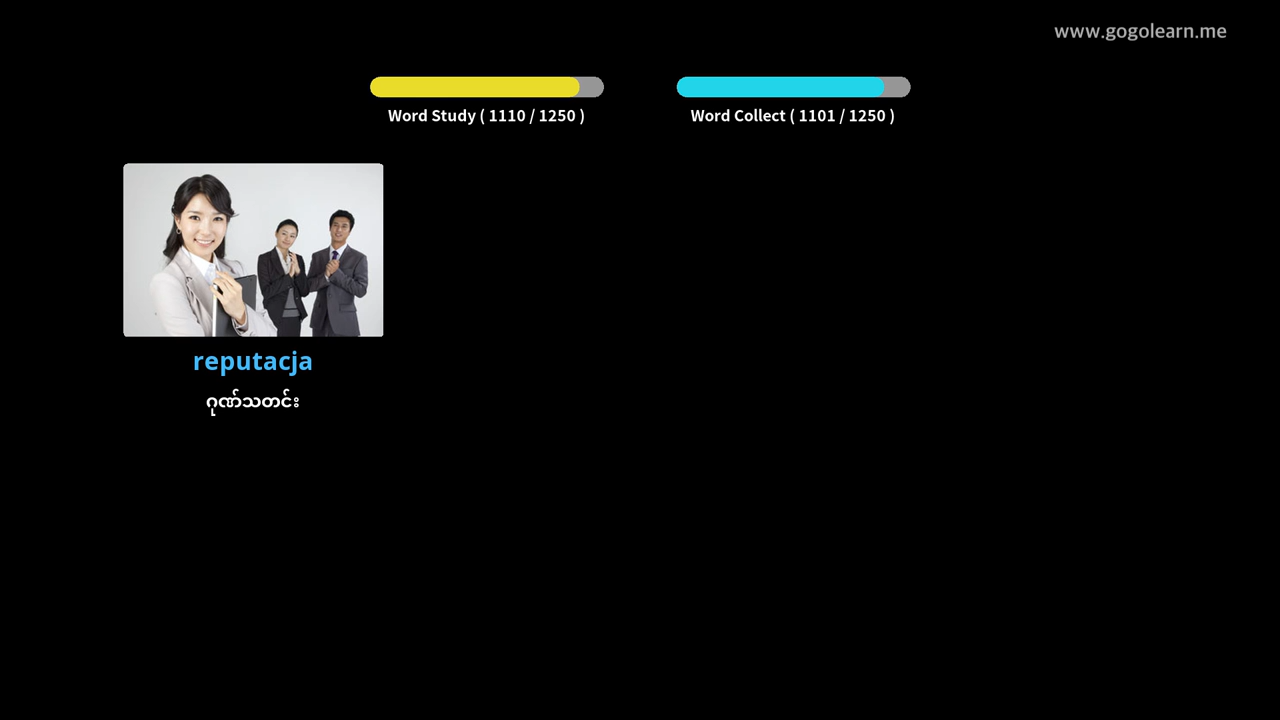 www.gogolearn.me
Word Study ( 1110 / 1250 )
Word Collect ( 1101 / 1250 )
reputacja
ဂုဏ်သတင်း